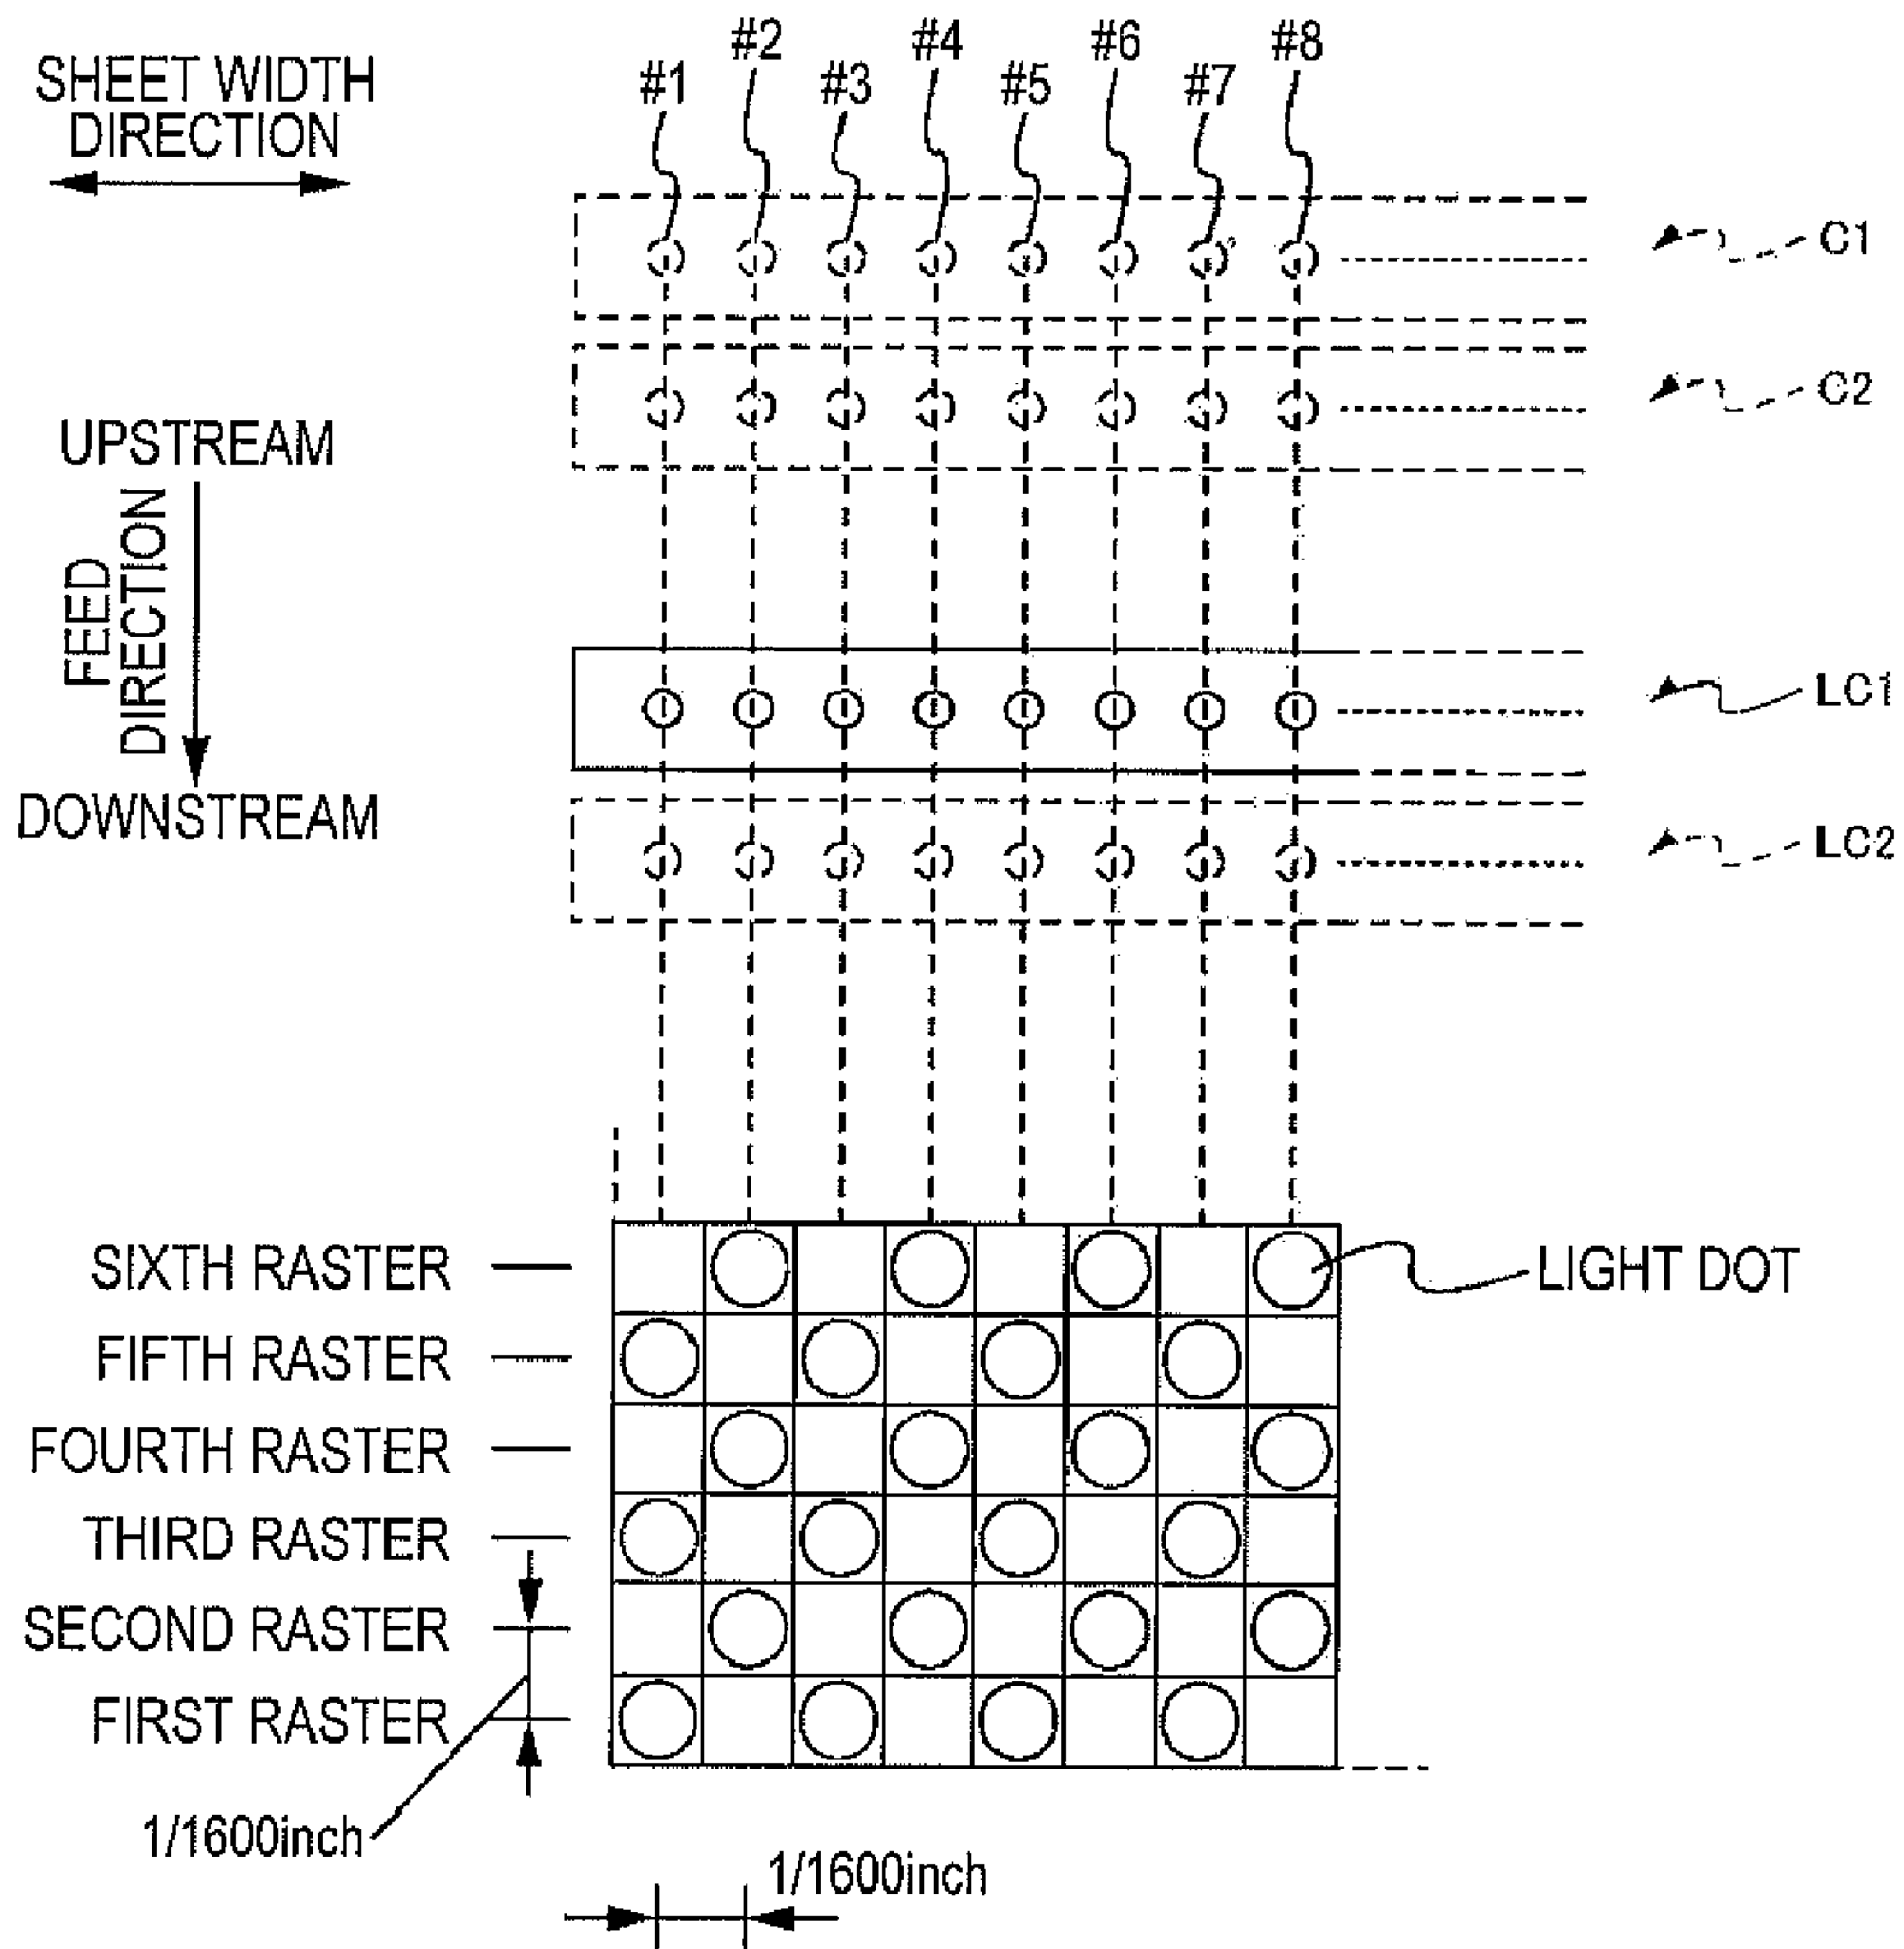 SHEET WIDTH
DIRECTION
#1
#2
#3
#4
#5
#6
#7
#8
C1
C2
UPSTREAM
FEED
DIRECTION
DOWNSTREAM
LC1
LC2
SIXTH RASTER
LIGHT DOT
FIFTH RASTER
FOURTH RASTER
THIRD RASTER
SECOND RASTER
FIRST RASTER
1/1600inch
1/1600inch